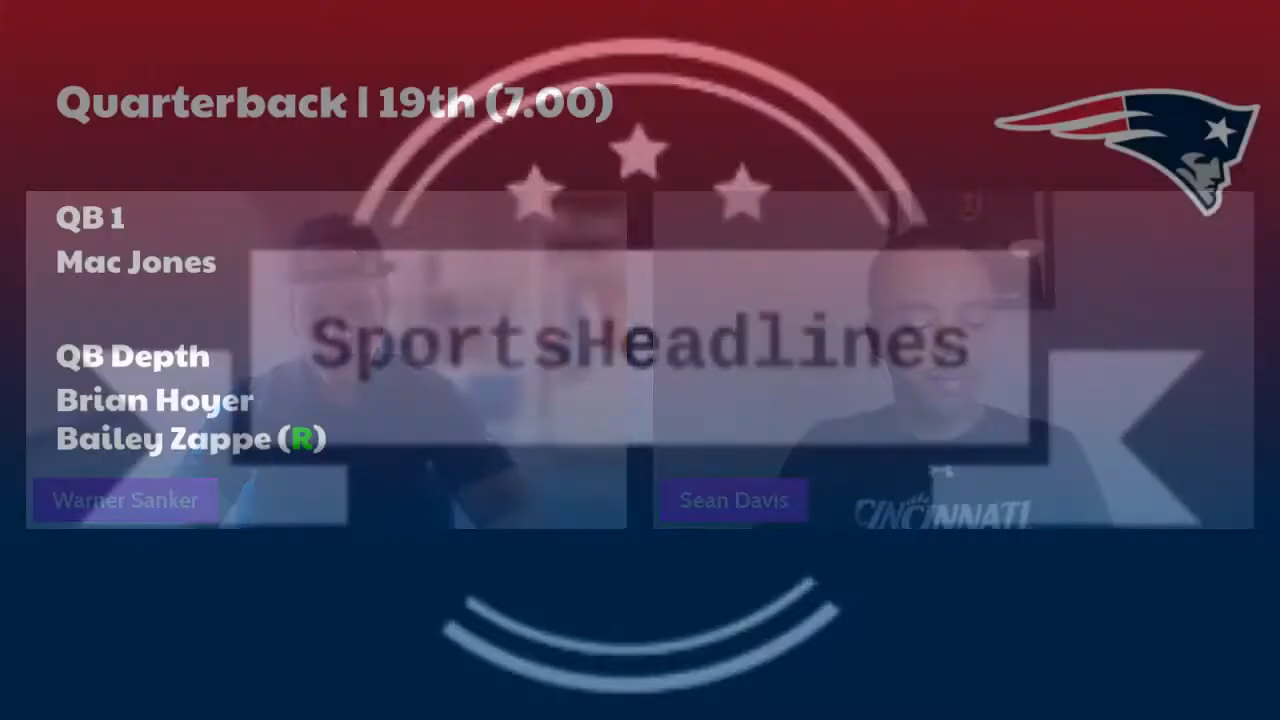 Quarterback | 19th (7.00)
QB 1
Mac Jones
SportsHeadlines
QB Depth
Brian Hoyer
Bailey Zappe (R)
Warner Sanker
Sean Davis
CINCINNATI